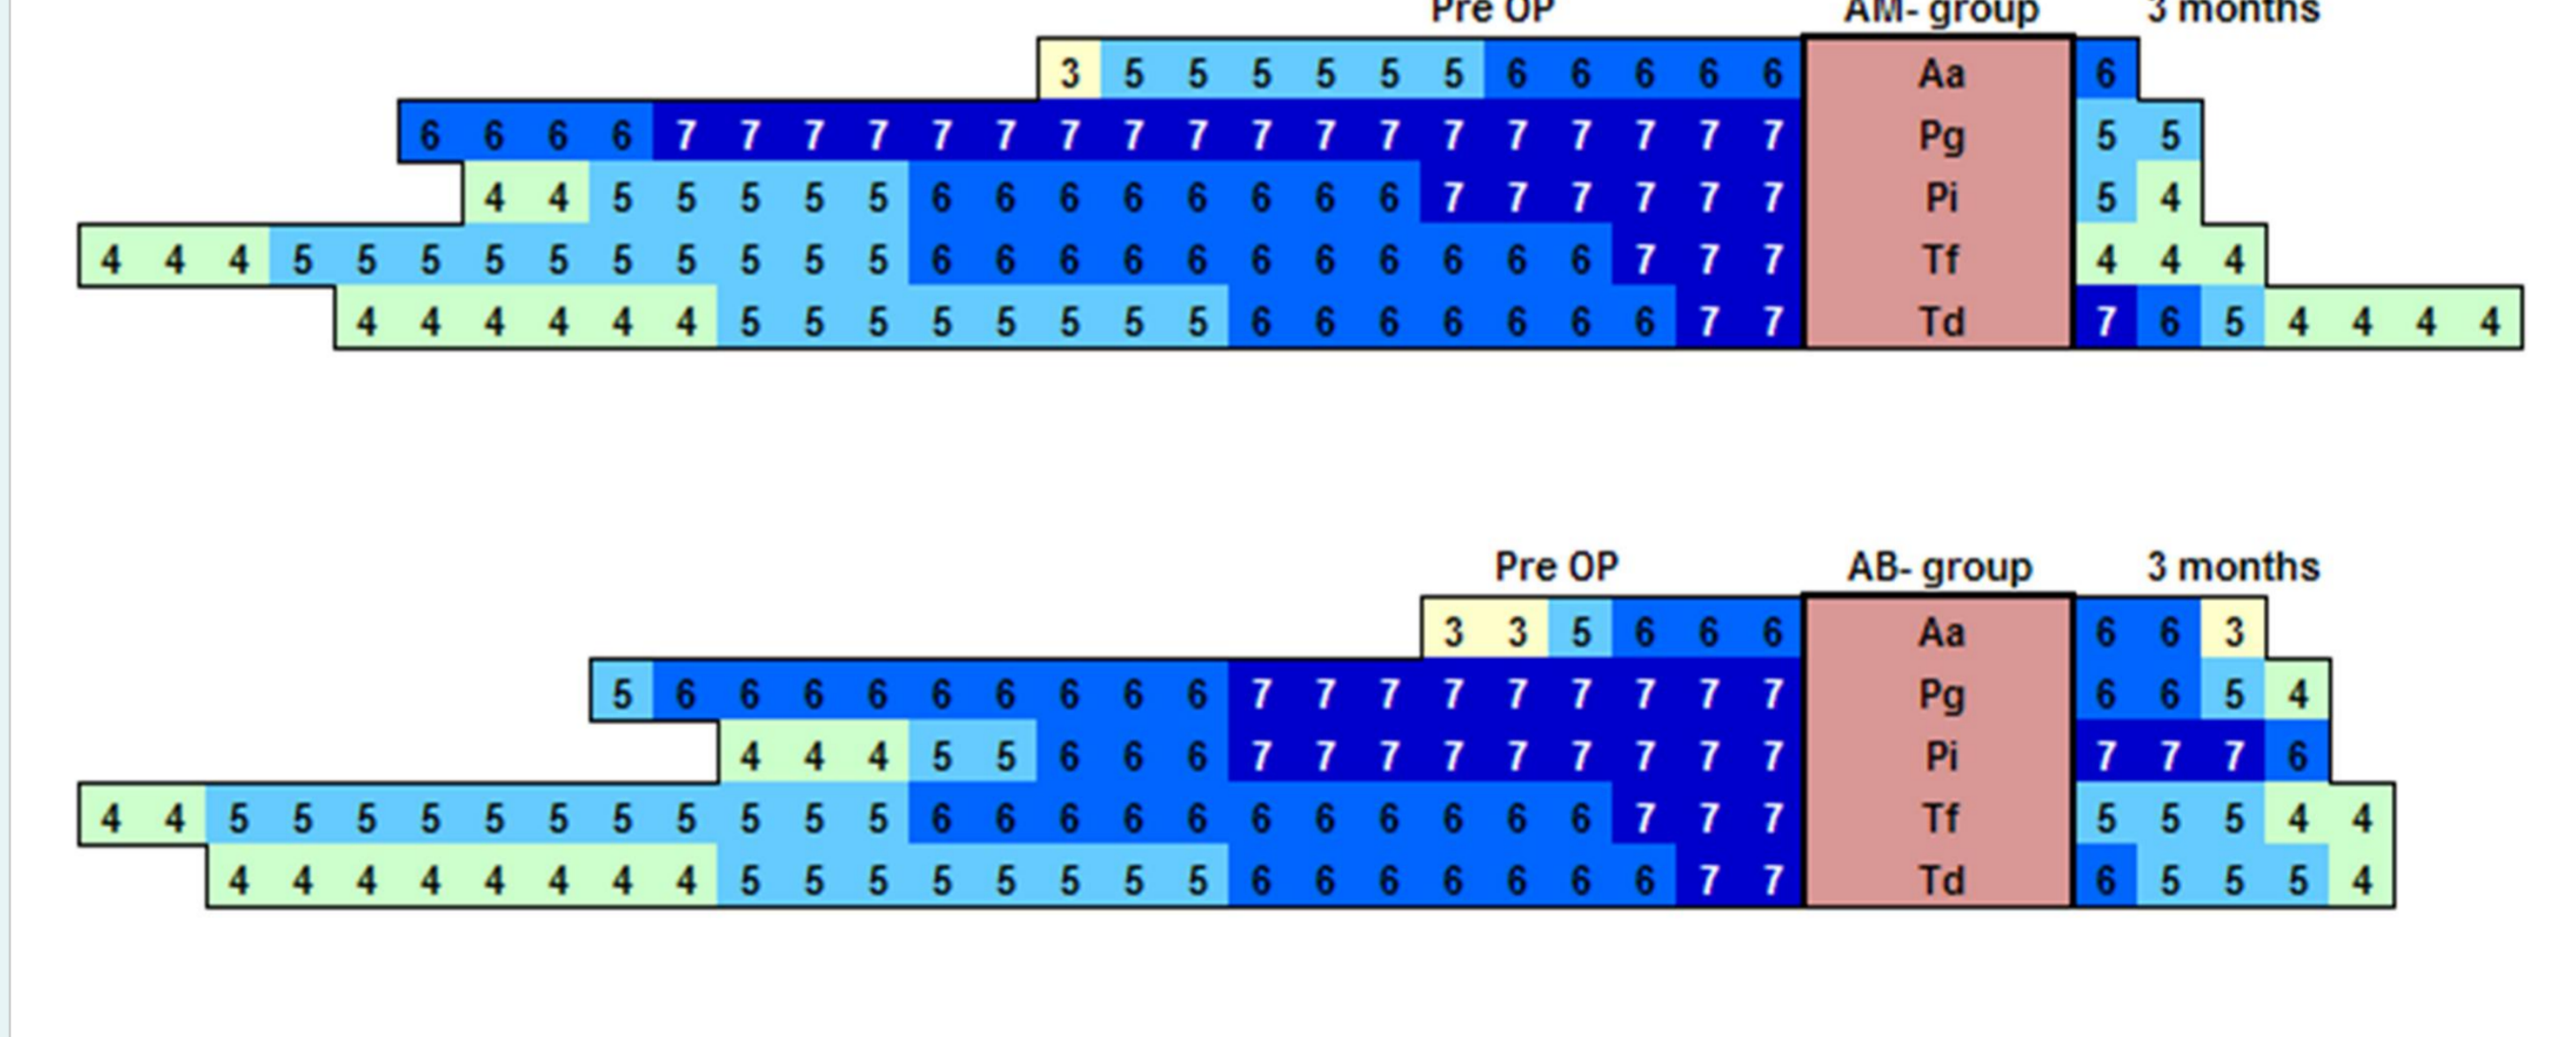 Pre OP AM- group 3 months
3 5 5 5 5 5 5 6 6 6 6 6 Aa 6
6 6 6 6 7 7 7 7 7 7 7 7 7 7 7 7 7 7 7 7 7 7 Pg 5 5
4 4 5 5 5 5 5 6 6 6 6 6 6 6 6 7 7 7 7 7 7 Pi 5 4
4 4 4 5 5 5 5 5 5 5 5 5 5 6 6 6 6 6 6 6 6 6 6 6 7 7 7 Tf 4 4 4
4 4 4 4 4 4 5 5 5 5 5 5 5 5 6 6 6 6 6 6 6 7 7 Td 7 6 5 4 4 4 4
Pre OP AB- group 3 months
3 3 5 6 6 6 Aa 6 6 3
5 6 6 6 6 6 6 6 6 6 7 7 7 7 7 7 7 7 7 Pg 6 6 5 4
4 4 4 5 5 6 6 6 7 7 7 7 7 7 7 7 7 Pi 7 7 7 6
4 4 5 5 5 5 5 5 5 5 5 5 5 6 6 6 6 6 6 6 6 6 6 6 7 7 7 Tf 5 5 5 4 4
4 4 4 4 4 4 4 4 5 5 5 5 5 5 5 5 6 6 6 6 6 6 6 7 7 Td 6 5 5 5 4